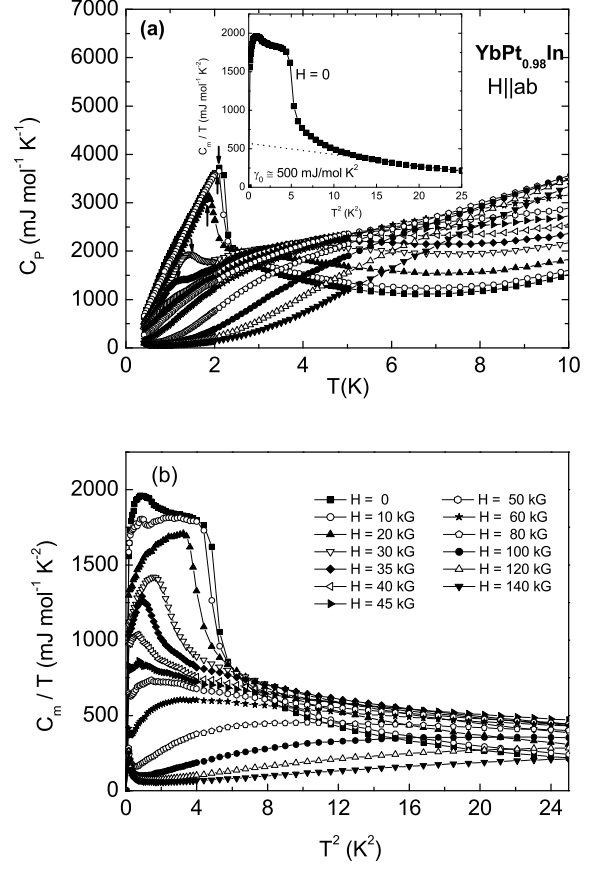 (a)
YbPt0.98In
H||ab
CP (mJ mol-1 K-1)
7000
6000
5000
4000
3000
2000
1000
0
0 2 4 6 8 10
T(K)
Cm / T (mJ mol-1 K-2)
2000
1500
1000
500
0
H = 0
γ0 ≅ 500 mJ/mol K2
0 5 10 15 20 25
T2 (K2)
(b)
Cm / T (mJ mol-1 K-2)
2000
1500
1000
500
0
H = 0
H = 10 kG
H = 20 kG
H = 30 kG
H = 35 kG
H = 40 kG
H = 45 kG
H = 50 kG
H = 60 kG
H = 80 kG
H = 100 kG
H = 120 kG
H = 140 kG
0 4 8 12 16 20 24
T2 (K2)